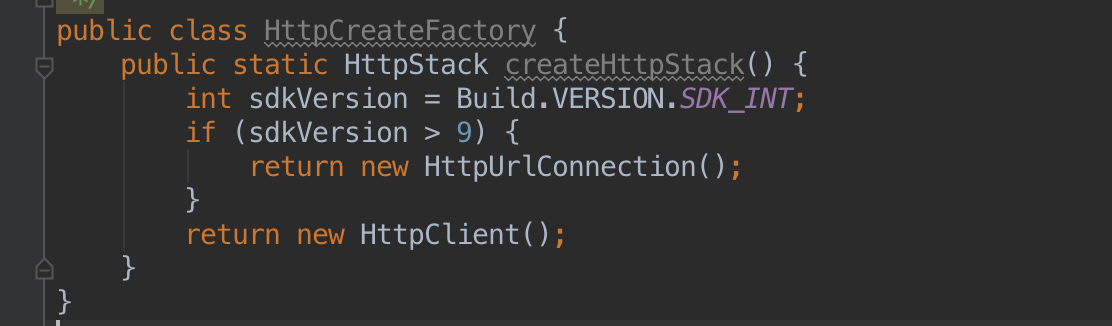 */
public class HttpCreateFactory {
public static HttpStack createHttpStack() {
int sdkVersion = Build.VERSION.SDK_INT;
if (sdkVersion > 9) {
return new HttpUrlConnection();
}
return new HttpClient();
}
}